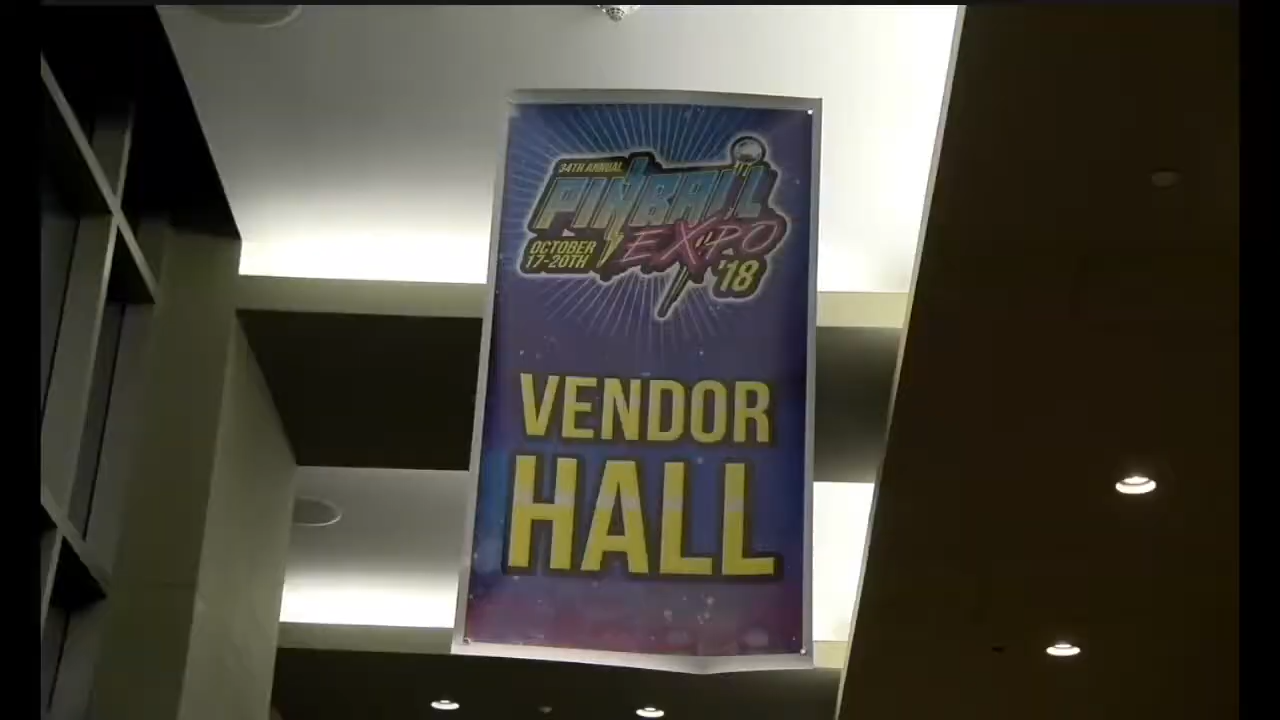 34TH ANNUAL
PINBALL
EXPO
OCTOBER
17-20TH
'18
VENDOR
HALL